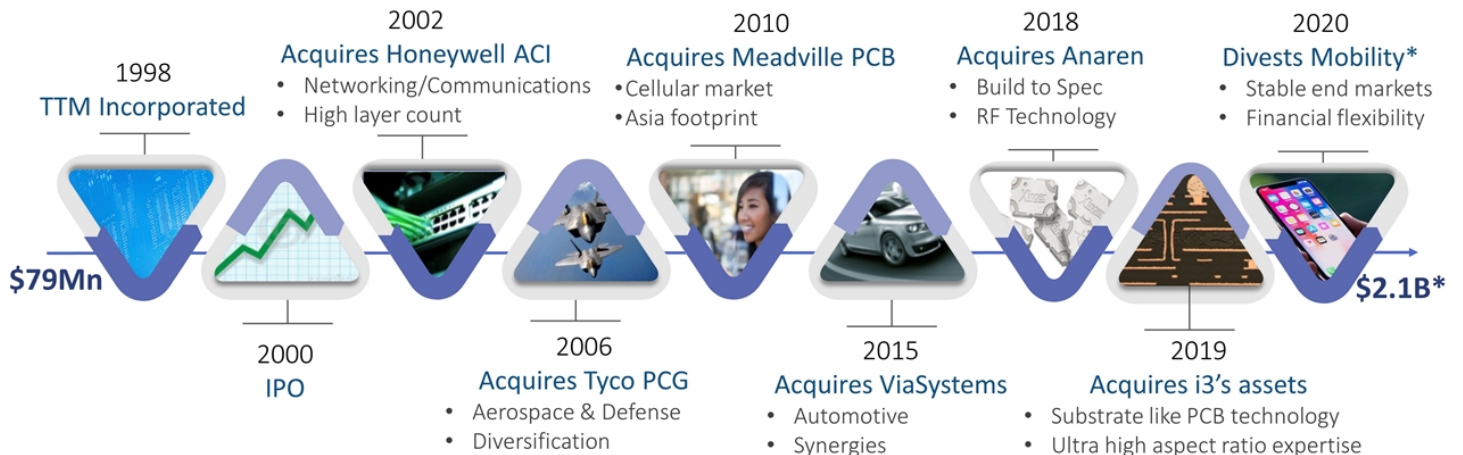 1998
TTM Incorporated
2002
Acquires Honeywell ACI
• Networking/Communications
• High layer count
2010
Acquires Meadville PCB
•Cellular market
•Asia footprint
2018
Acquires Anaren
• Build to Spec
• RF Technology
2020
Divests Mobility*
• Stable end markets
• Financial flexibility
$79Mn
$2.1B*
2000
IPO
2006
Acquires Tyco PCG
• Aerospace & Defense
• Diversification
2015
Acquires ViaSystems
• Automotive
• Synergies
2019
Acquires i3’s assets
• Substrate like PCB technology
• Ultra high aspect ratio expertise